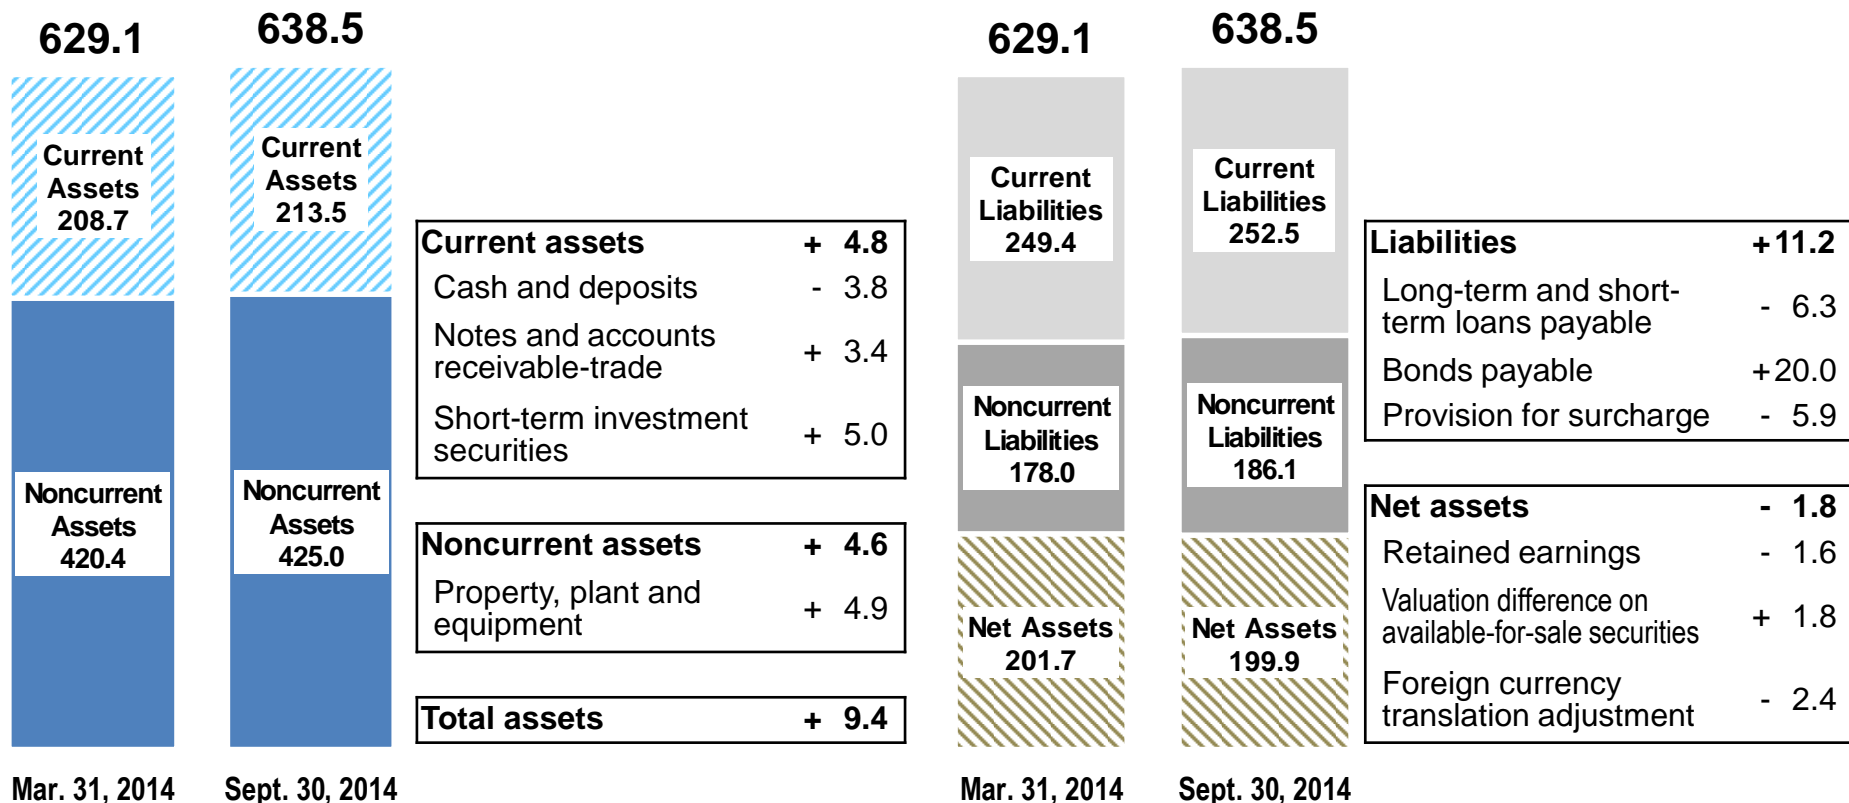 629.1
638.5
Current
Assets
208.7
Current
Assets
213.5
Noncurrent
Assets
420.4
Noncurrent
Assets
425.0
Mar. 31, 2014
Sept. 30, 2014
Current assets + 4.8
Cash and deposits - 3.8
Notes and accounts
receivable-trade + 3.4
Short-term investment
securities + 5.0
Noncurrent assets + 4.6
Property, plant and
equipment + 4.9
Total assets + 9.4
629.1
638.5
Current
Liabilities
249.4
Current
Liabilities
252.5
Noncurrent
Liabilities
178.0
Noncurrent
Liabilities
186.1
Net Assets
201.7
Net Assets
199.9
Mar. 31, 2014
Sept. 30, 2014
Liabilities +11.2
Long-term and short-
term loans payable - 6.3
Bonds payable +20.0
Provision for surcharge - 5.9
Net assets - 1.8
Retained earnings - 1.6
Valuation difference on
available-for-sale securities + 1.8
Foreign currency
translation adjustment - 2.4